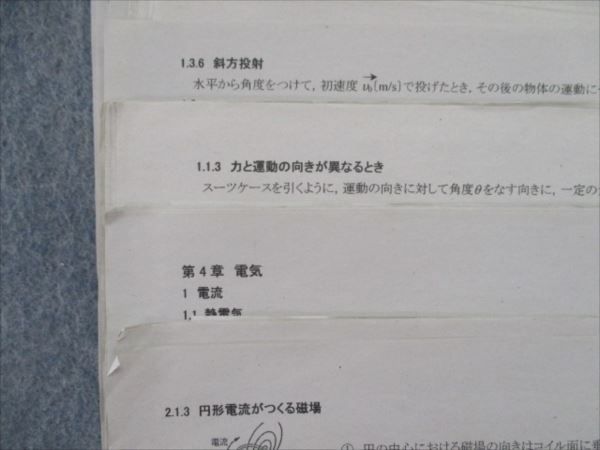 1.3.6 斜方投射
水平から角度をつけて，初速度 v₀[m/s]で投げたとき，その後の物体の運動に
1.1.3 力と運動の向きが異なるとき
スーツケースを引くように，運動の向きに対して角度θをなす向きに，一定の
第4章 電気
1 電流
1.1 静電気
2.1.3 円形電流がつくる磁場
電流
① 円の中心における磁場の向きはコイル面に垂